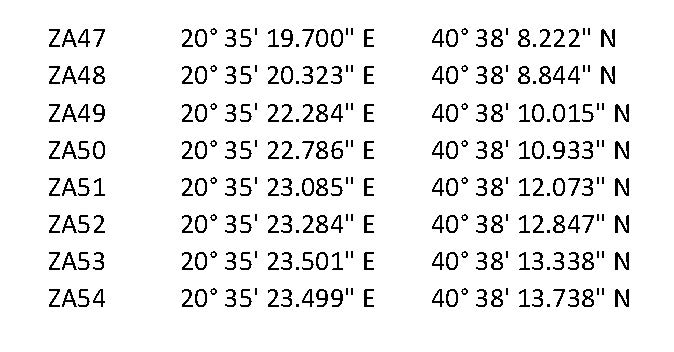 ZA47 20° 35' 19.700" E 40° 38' 8.222" N
ZA48 20° 35' 20.323" E 40° 38' 8.844" N
ZA49 20° 35' 22.284" E 40° 38' 10.015" N
ZA50 20° 35' 22.786" E 40° 38' 10.933" N
ZA51 20° 35' 23.085" E 40° 38' 12.073" N
ZA52 20° 35' 23.284" E 40° 38' 12.847" N
ZA53 20° 35' 23.501" E 40° 38' 13.338" N
ZA54 20° 35' 23.499" E 40° 38' 13.738" N